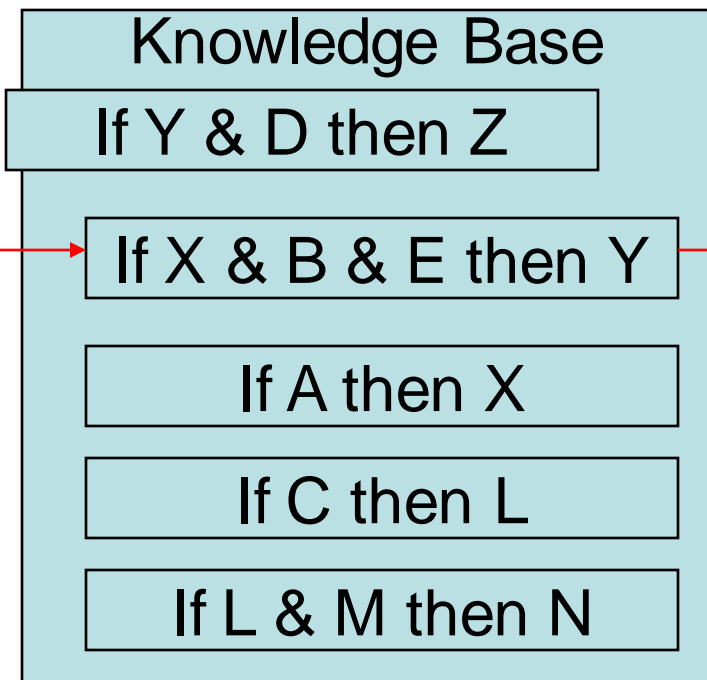 Knowledge Base
If Y & D then Z
If X & B & E then Y
If A then X
If C then L
If L & M then N